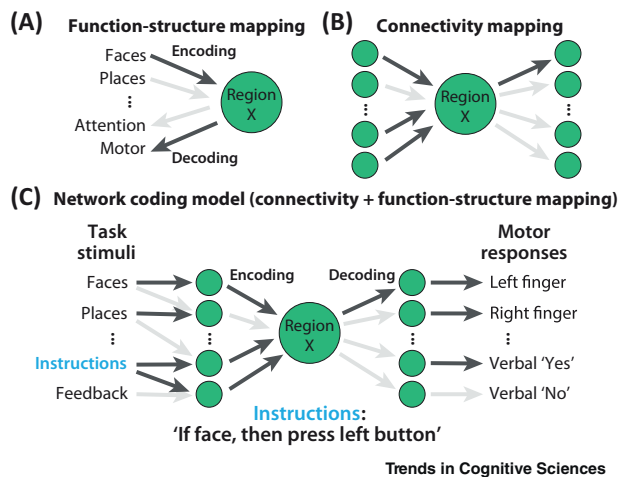 (A) Function-structure mapping
Faces
Encoding
Places
⋮
Attention
Motor
Decoding
Region
X
(B) Connectivity mapping
Region
X
(C) Network coding model (connectivity + function-structure mapping)
Task
stimuli
Motor
responses
Faces
Encoding
Decoding
Left finger
Places
Right finger
⋮
⋮
Region
X
Instructions
Verbal ‘Yes’
Feedback
Verbal ‘No’
Instructions:
‘If face, then press left button’
Trends in Cognitive Sciences